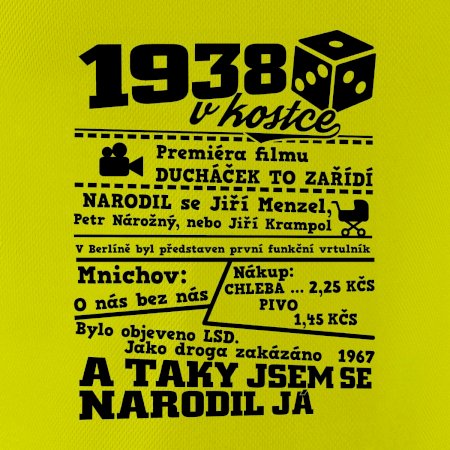 1938
v kostce
Premiéra filmu
DUCHÁČEK TO ZAŘÍDÍ
NARODIL se Jiří Menzel,
Petr Nárožný, nebo Jiří Krampol
V Berlíně byl představen první funkční vrtulník
Mnichov:
O nás bez nás
Nákup:
CHLEBA ... 2,25 KČS
PIVO
1,45 KČS
Bylo objeveno LSD.
Jako droga zakázáno 1967
A TAKY JSEM SE
NARODIL JÁ